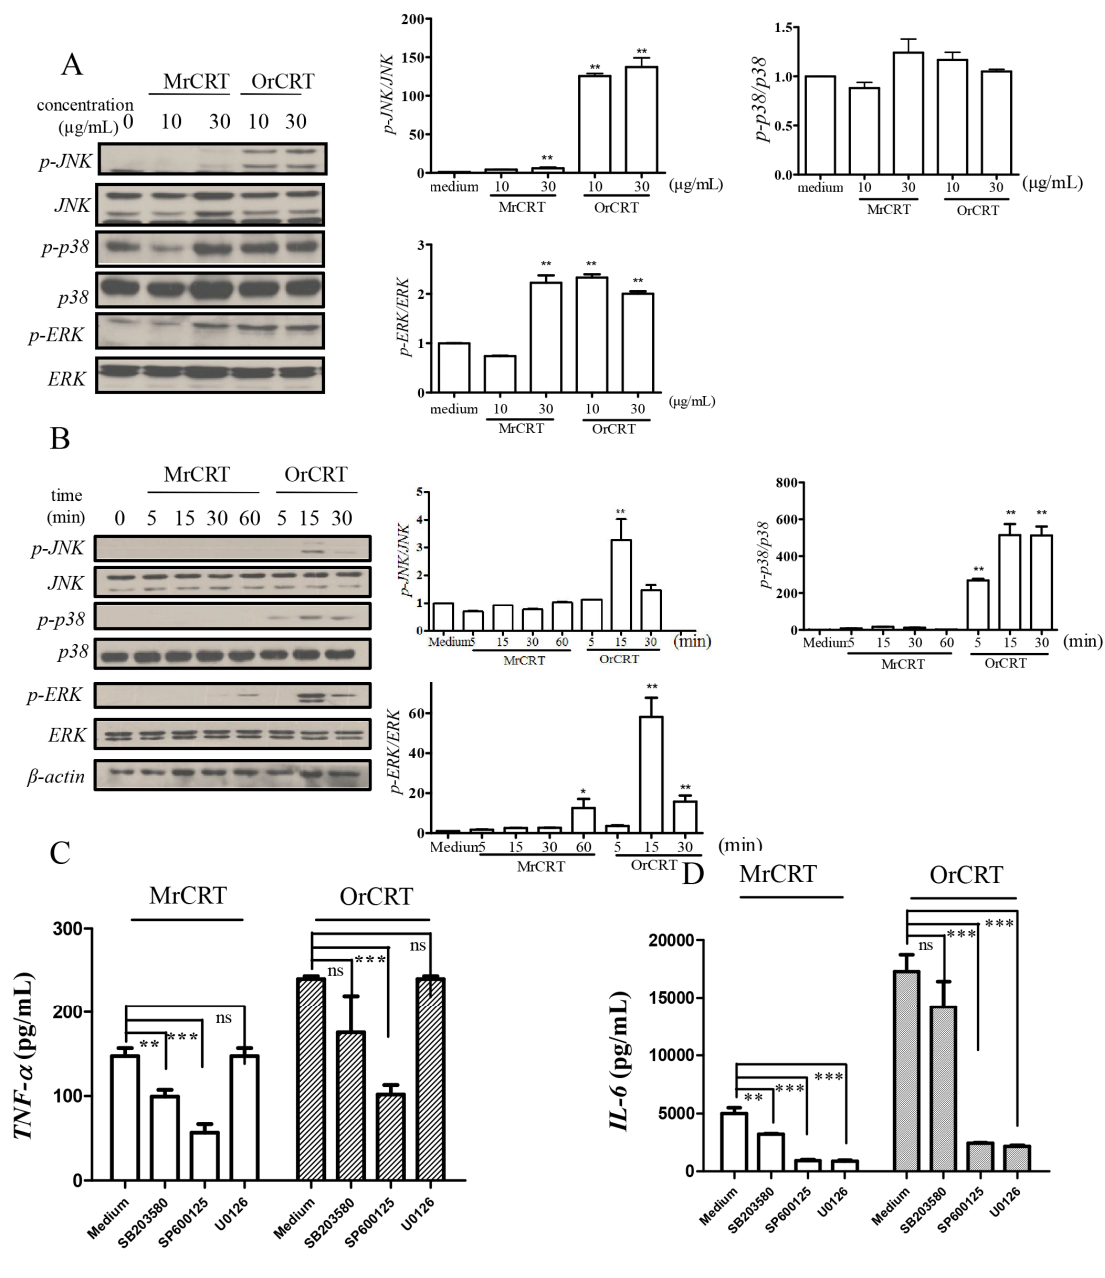 A
MrCRT OrCRT
concentration
(μg/mL) 0 10 30 10 30
p-JNK
JNK
p-p38
p38
p-ERK
ERK
p-JNK/JNK
200
150
100
50
0
** ** **
medium 10 30 10 30 (μg/mL)
MrCRT OrCRT
p-p38/p38
1.5
1.0
0.5
0.0
medium 10 30 10 30 (μg/mL)
MrCRT OrCRT
p-ERK/ERK
3
2
1
0
** ** **
medium 10 30 10 30 (μg/mL)
MrCRT OrCRT
B
MrCRT OrCRT
time
(min) 0 5 15 30 60 5 15 30
p-JNK
JNK
p-p38
p38
p-ERK
ERK
β-actin
p-JNK/JNK
5
4
3
2
1
0
**
Medium 5 15 30 60 5 15 30 (min)
MrCRT OrCRT
p-p38/p38
800
600
400
200
0
** ** **
Medium 5 15 30 60 5 15 30 (min)
MrCRT OrCRT
p-ERK/ERK
60
40
20
0
* ** **
Medium 5 15 30 60 5 15 30 (min)
MrCRT OrCRT
C
MrCRT OrCRT
TNF-α (pg/mL)
300
200
100
0
** *** ns
ns *** ns
Medium SB203580 SP600125 U0126 Medium SB203580 SP600125 U0126
D
MrCRT OrCRT
IL-6 (pg/mL)
20000
15000
10000
5000
0
** *** ***
ns *** ***
Medium SB203580 SP600125 U0126 Medium SB203580 SP600125 U0126